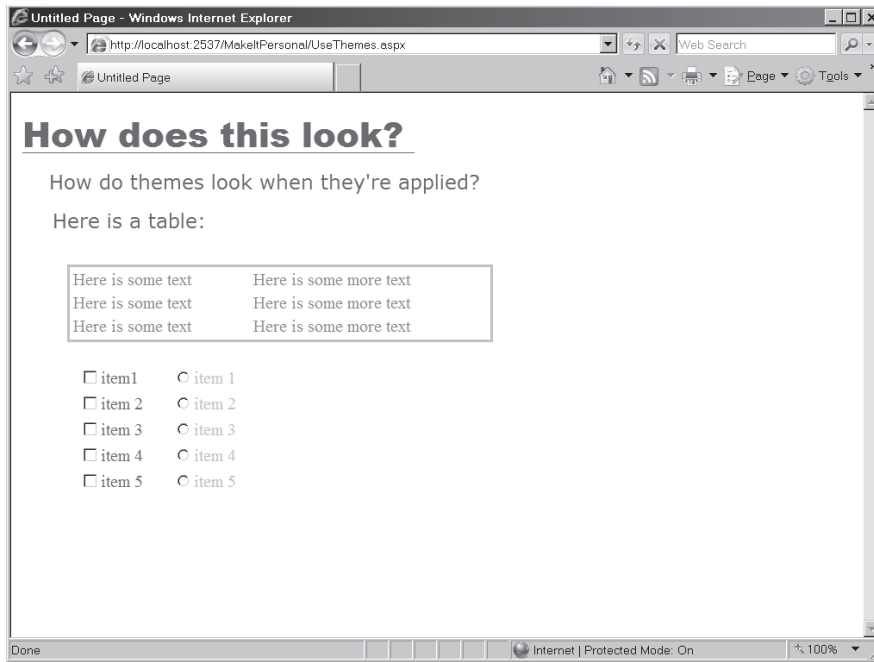 Untitled Page - Windows Internet Explorer
http://localhost:2537/MakeItPersonal/UseThemes.aspx
Web Search
Untitled Page
Page
Tools
How does this look?
How do themes look when they're applied?
Here is a table:
Here is some text Here is some more text
Here is some text Here is some more text
Here is some text Here is some more text
item1 item 1
item 2 item 2
item 3 item 3
item 4 item 4
item 5 item 5
Done
Internet | Protected Mode: On
100%